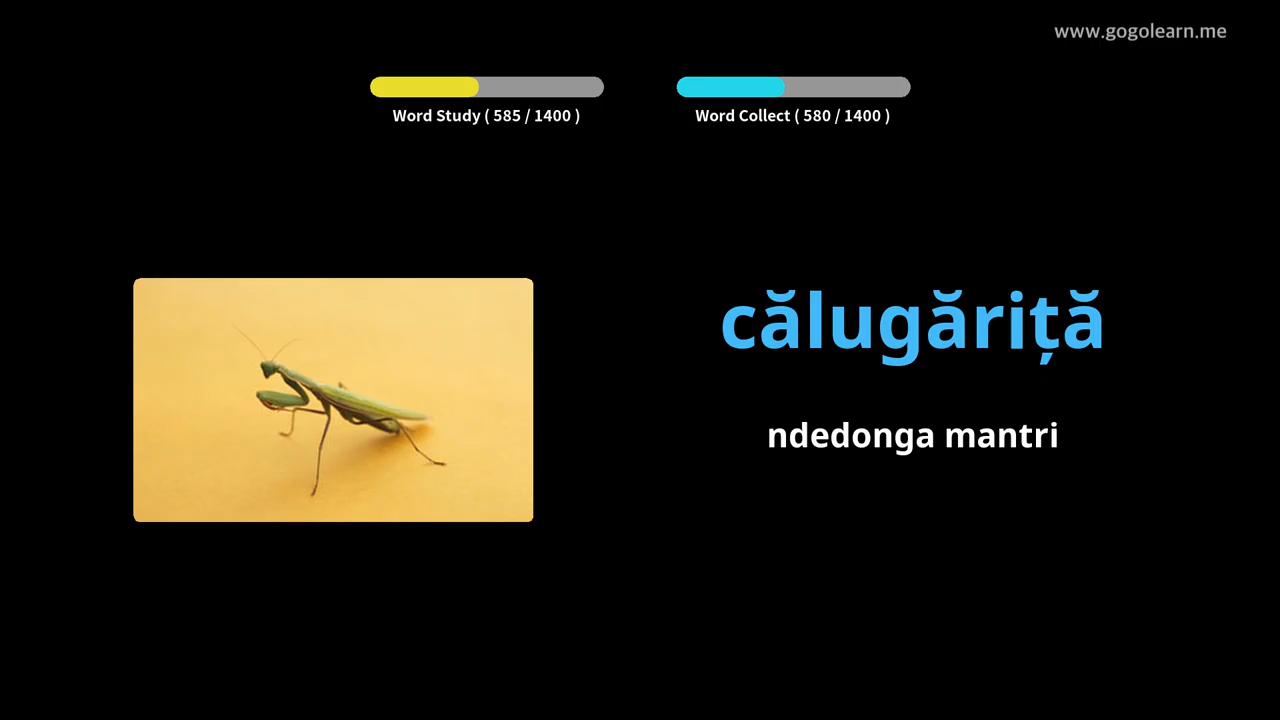 www.gogolearn.me
Word Study ( 585 / 1400 )
Word Collect ( 580 / 1400 )
călugăriță
ndedonga mantri